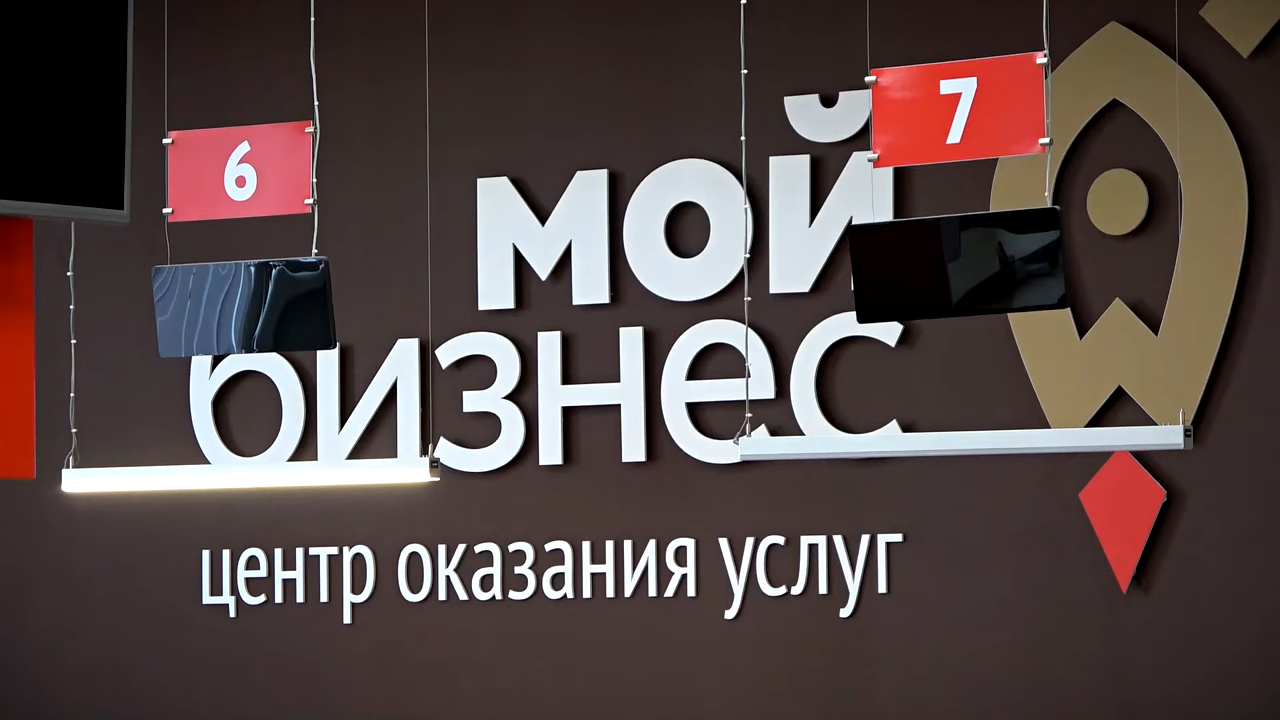 6
7
мой
бизнес
центр оказания услуг